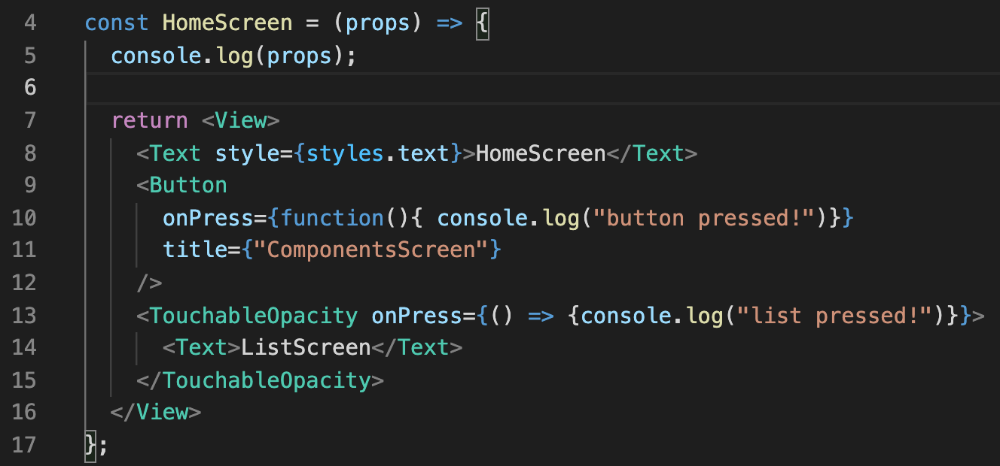 4 const HomeScreen = (props) => {
5   console.log(props);
6
7   return <View>
8     <Text style={styles.text}>HomeScreen</Text>
9     <Button
10       onPress={function(){ console.log("button pressed!")}}
11       title={"ComponentsScreen"}
12     />
13     <TouchableOpacity onPress={() => {console.log("list pressed!")}}>
14       <Text>ListScreen</Text>
15     </TouchableOpacity>
16   </View>
17 };